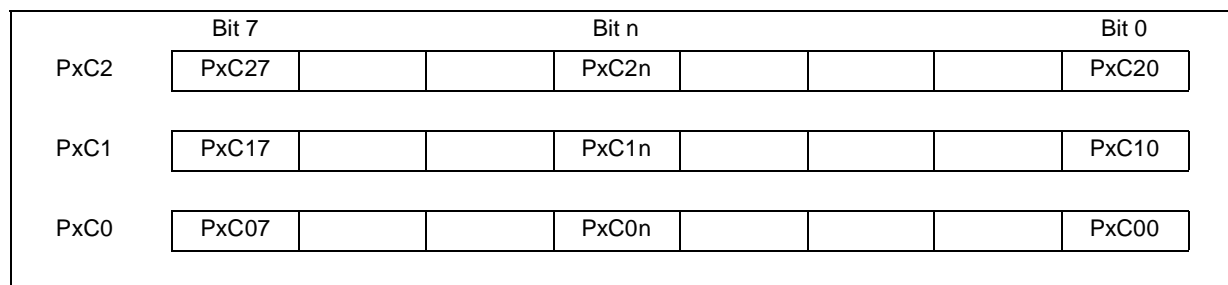 Bit 7 Bit n Bit 0
PxC2 PxC27 PxC2n PxC20
PxC1 PxC17 PxC1n PxC10
PxC0 PxC07 PxC0n PxC00